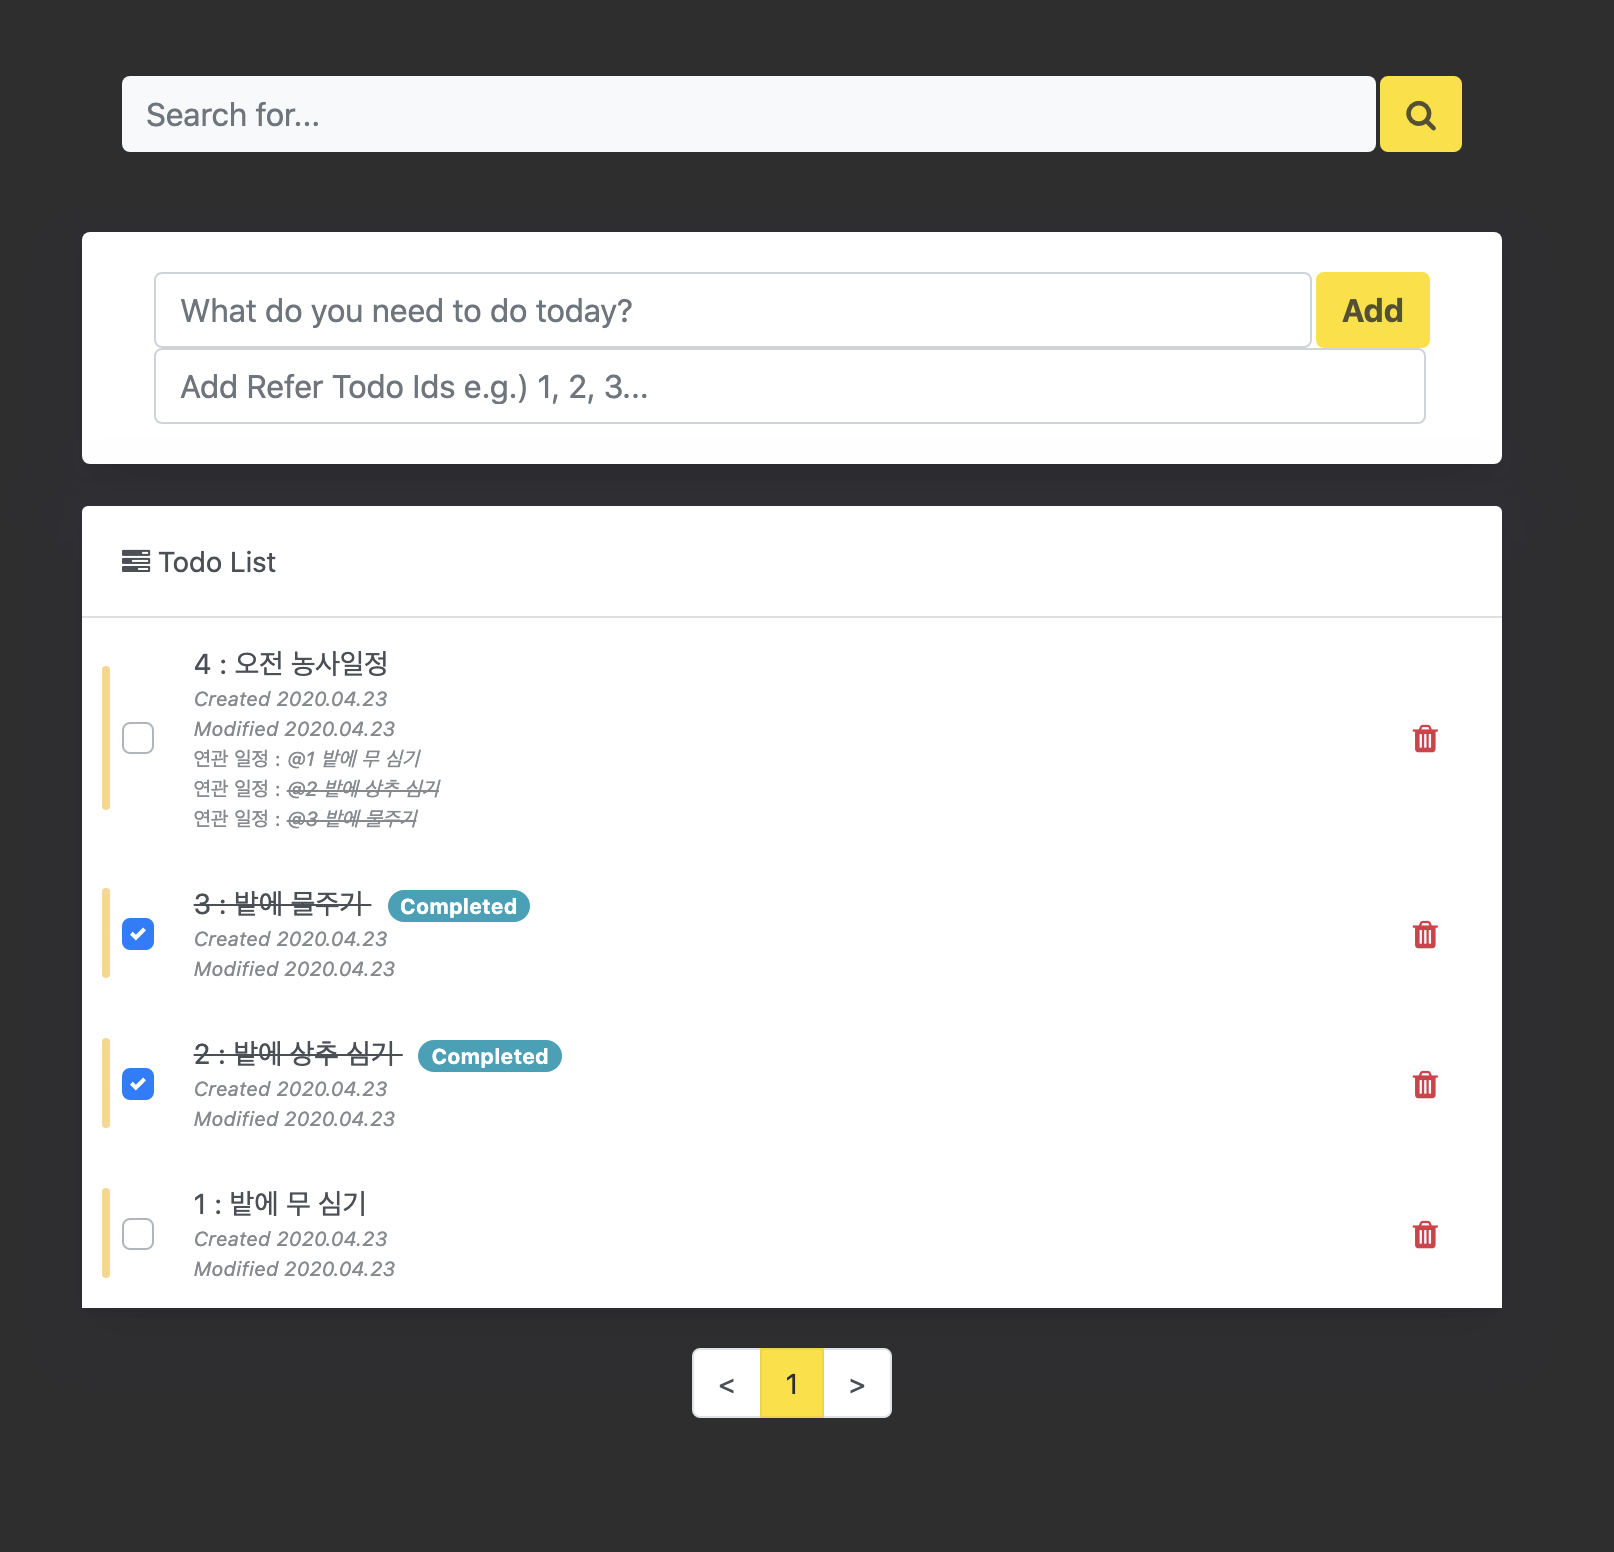 Search for...
What do you need to do today?
Add
Add Refer Todo Ids e.g.) 1, 2, 3...
Todo List
4 : 오전 농사일정
Created 2020.04.23
Modified 2020.04.23
연관 일정 : @1 밭에 무 심기
연관 일정 : @2 밭에 상추 심기
연관 일정 : @3 밭에 물주기
3 : 밭에 물주기 Completed
Created 2020.04.23
Modified 2020.04.23
2 : 밭에 상추 심기 Completed
Created 2020.04.23
Modified 2020.04.23
1 : 밭에 무 심기
Created 2020.04.23
Modified 2020.04.23
< 1 >